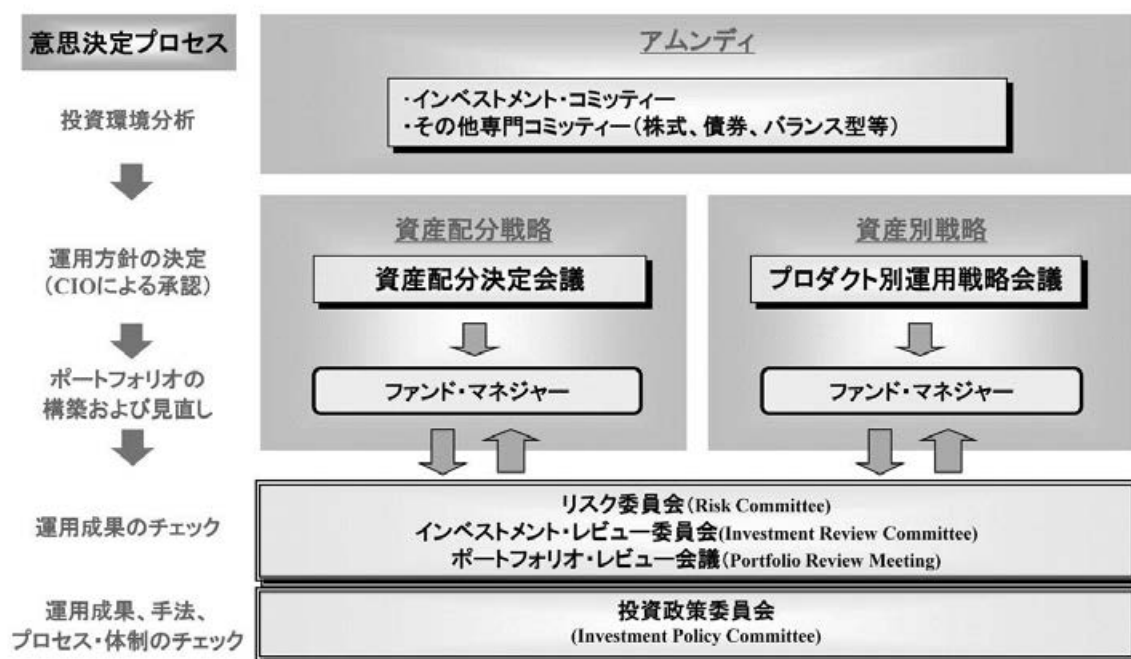 意思決定プロセス
アムンディ
投資環境分析
・インベストメント・コミッティー
・その他専門コミッティー（株式、債券、バランス型等）
資産配分戦略
資産別戦略
運用方針の決定
（CIOによる承認）
資産配分決定会議
プロダクト別運用戦略会議
ポートフォリオの
構築および見直し
ファンド・マネジャー
ファンド・マネジャー
運用成果のチェック
リスク委員会(Risk Committee)
インベストメント・レビュー委員会(Investment Review Committee)
ポートフォリオ・レビュー会議(Portfolio Review Meeting)
運用成果、手法、
プロセス・体制のチェック
投資政策委員会
(Investment Policy Committee)